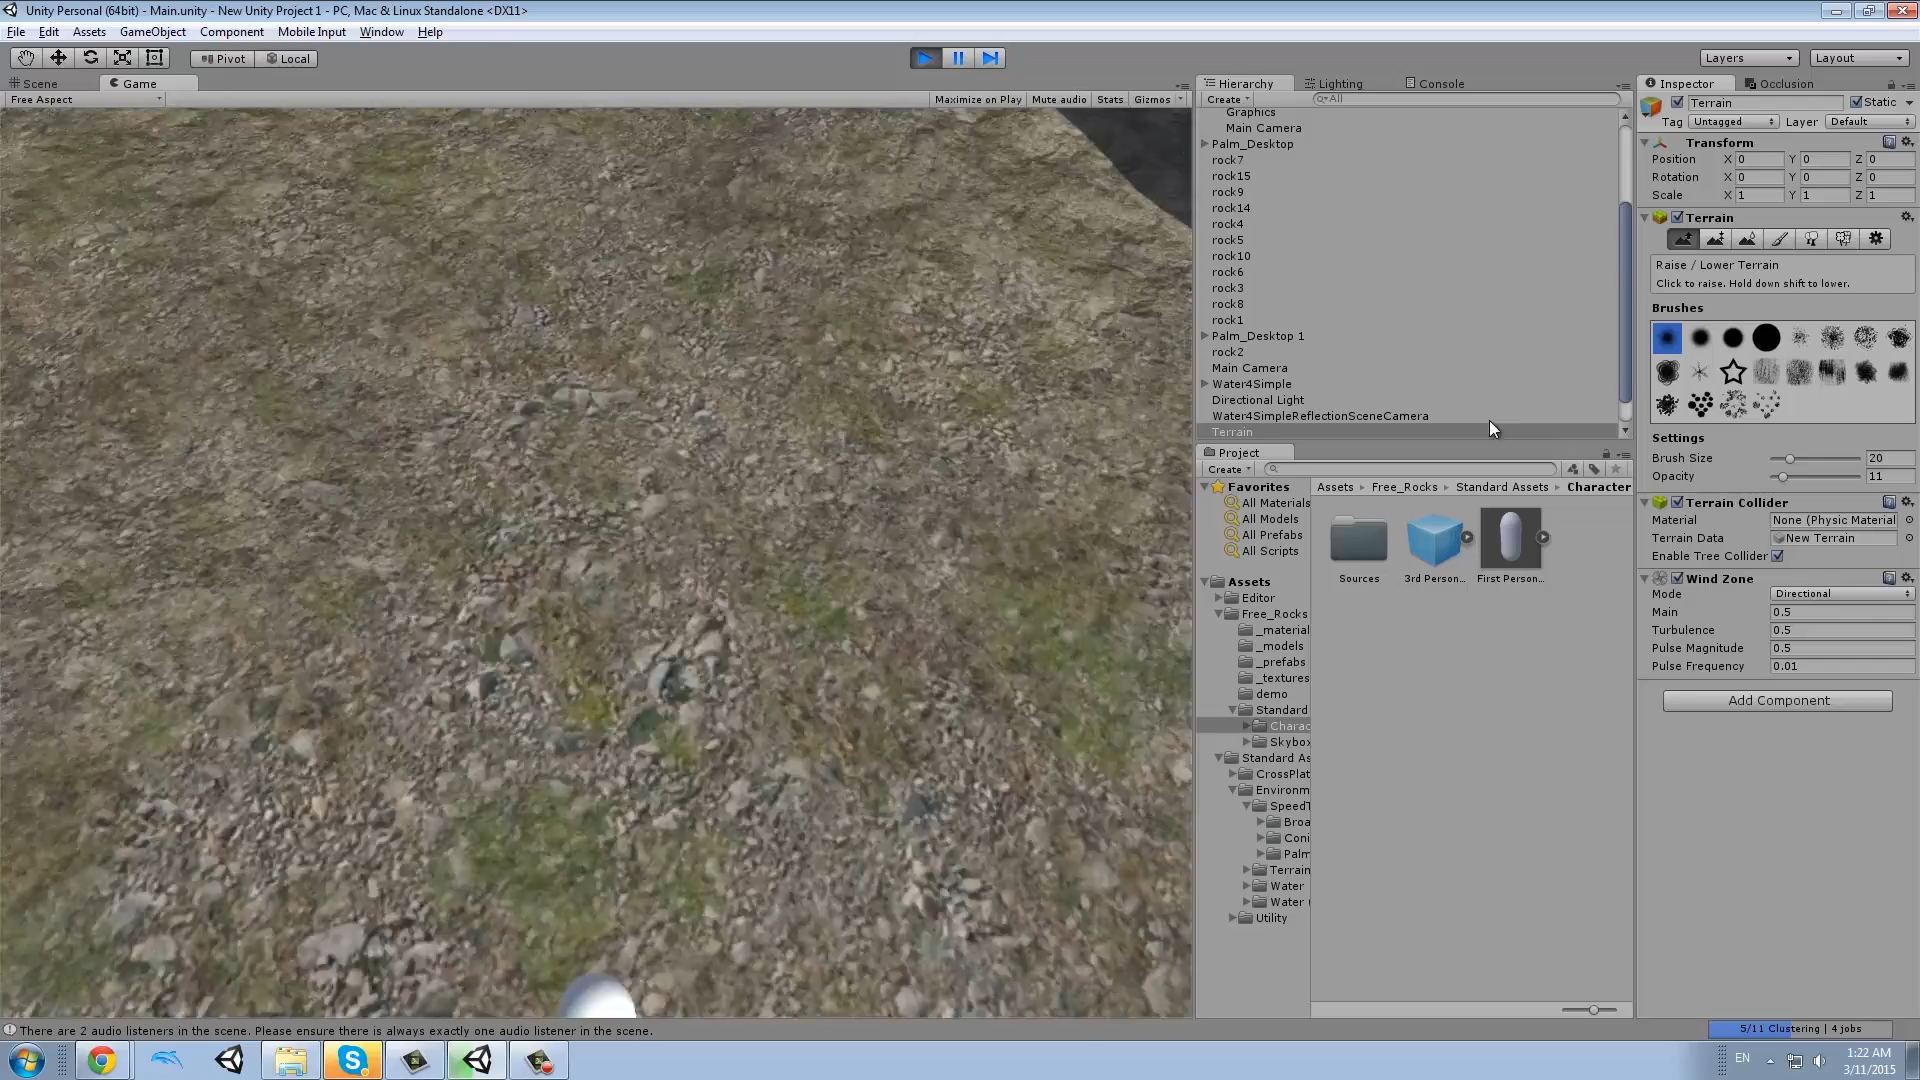 Unity Personal (64bit) - Main.unity - New Unity Project 1 - PC, Mac & Linux Standalone <DX11>
File Edit Assets GameObject Component Mobile Input Window Help
Pivot Local
Layers Layout
Scene Game
Free Aspect
Maximize on Play Mute audio Stats Gizmos
Hierarchy Lighting Console
Create All
Graphics
Main Camera
Palm_Desktop
rock7
rock15
rock9
rock14
rock4
rock5
rock10
rock6
rock3
rock8
rock1
Palm_Desktop 1
rock2
Main Camera
Water4Simple
Directional Light
Water4SimpleReflectionSceneCamera
Terrain
Project
Create
Favorites
All Materials
All Models
All Prefabs
All Scripts
Assets
Editor
Free_Rocks
_material
_models
_prefabs
_textures
demo
Standard
Charac
Skybox
Standard As
CrossPlat
Environm
SpeedT
Broa
Coni
Palm
Terrain
Water
Water (
Utility
Assets Free_Rocks Standard Assets Character
Sources 3rd Person... First Person...
Inspector Occlusion
Terrain Static
Tag Untagged Layer Default
Transform
Position X 0 Y 0 Z 0
Rotation X 0 Y 0 Z 0
Scale X 1 Y 1 Z 1
Terrain
Raise / Lower Terrain
Click to raise. Hold down shift to lower.
Brushes
Settings
Brush Size 20
Opacity 11
Terrain Collider
Material None (Physic Material
Terrain Data New Terrain
Enable Tree Collider
Wind Zone
Mode Directional
Main 0.5
Turbulence 0.5
Pulse Magnitude 0.5
Pulse Frequency 0.01
Add Component
There are 2 audio listeners in the scene. Please ensure there is always exactly one audio listener in the scene.
5/11 Clustering | 4 jobs
EN
1:22 AM
3/11/2015